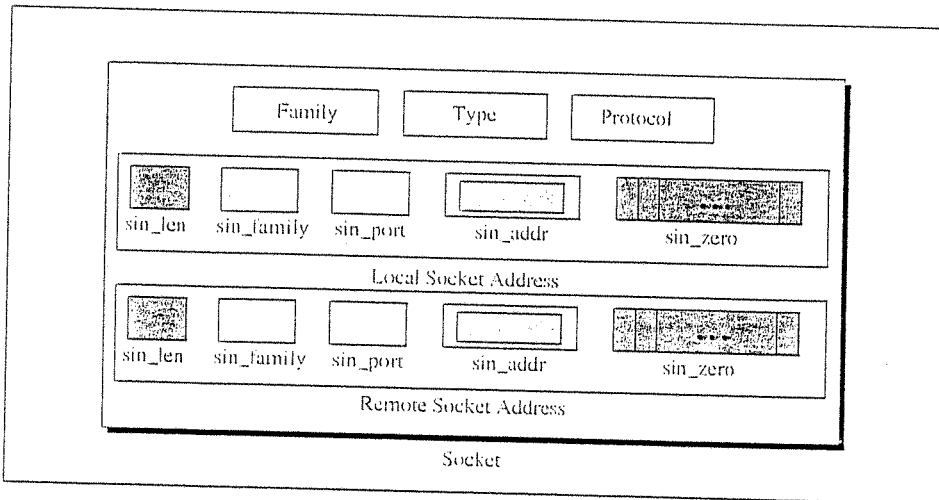 Family Type Protocol
sin_len sin_family sin_port sin_addr sin_zero
Local Socket Address
sin_len sin_family sin_port sin_addr sin_zero
Remote Socket Address
Socket